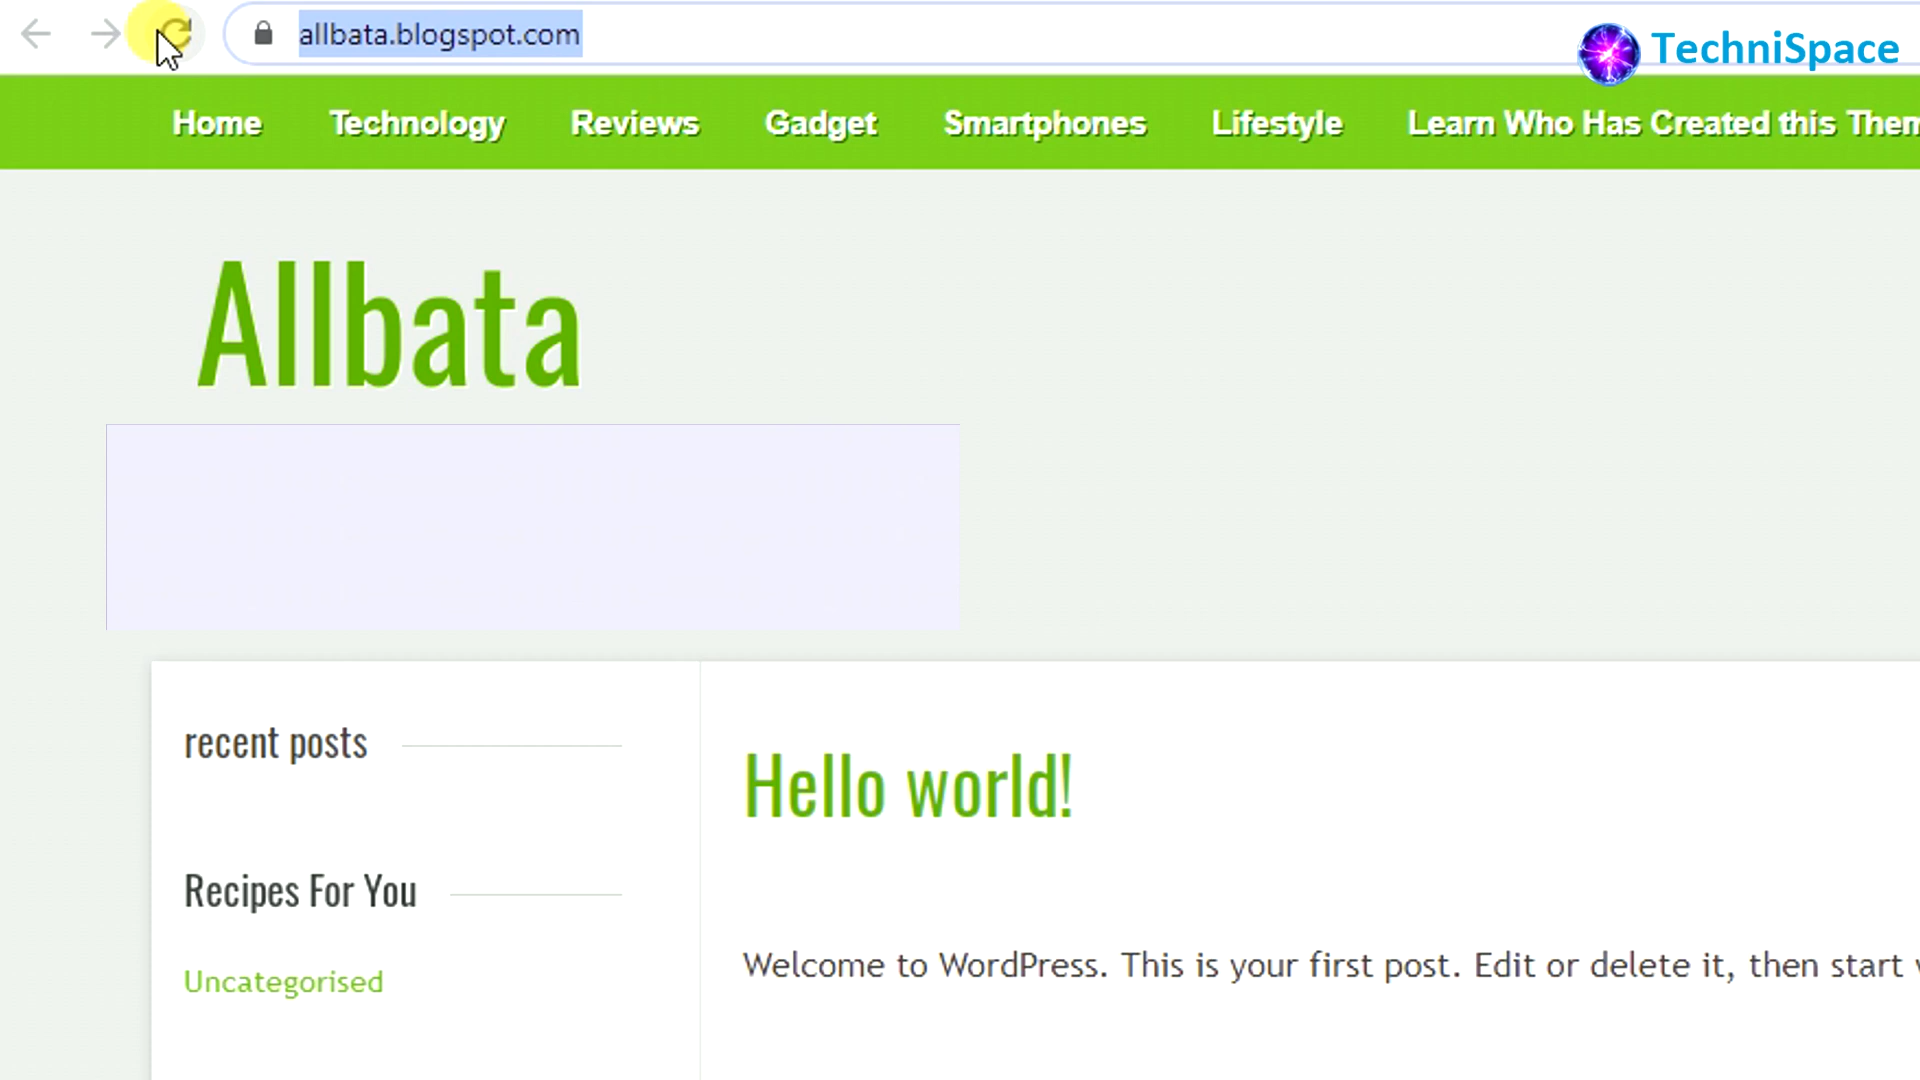 allbata.blogspot.com
TechniSpace
Home Technology Reviews Gadget Smartphones Lifestyle Learn Who Has Created this Them
Allbata
recent posts
Hello world!
Recipes For You
Welcome to WordPress. This is your first post. Edit or delete it, then start
Uncategorised